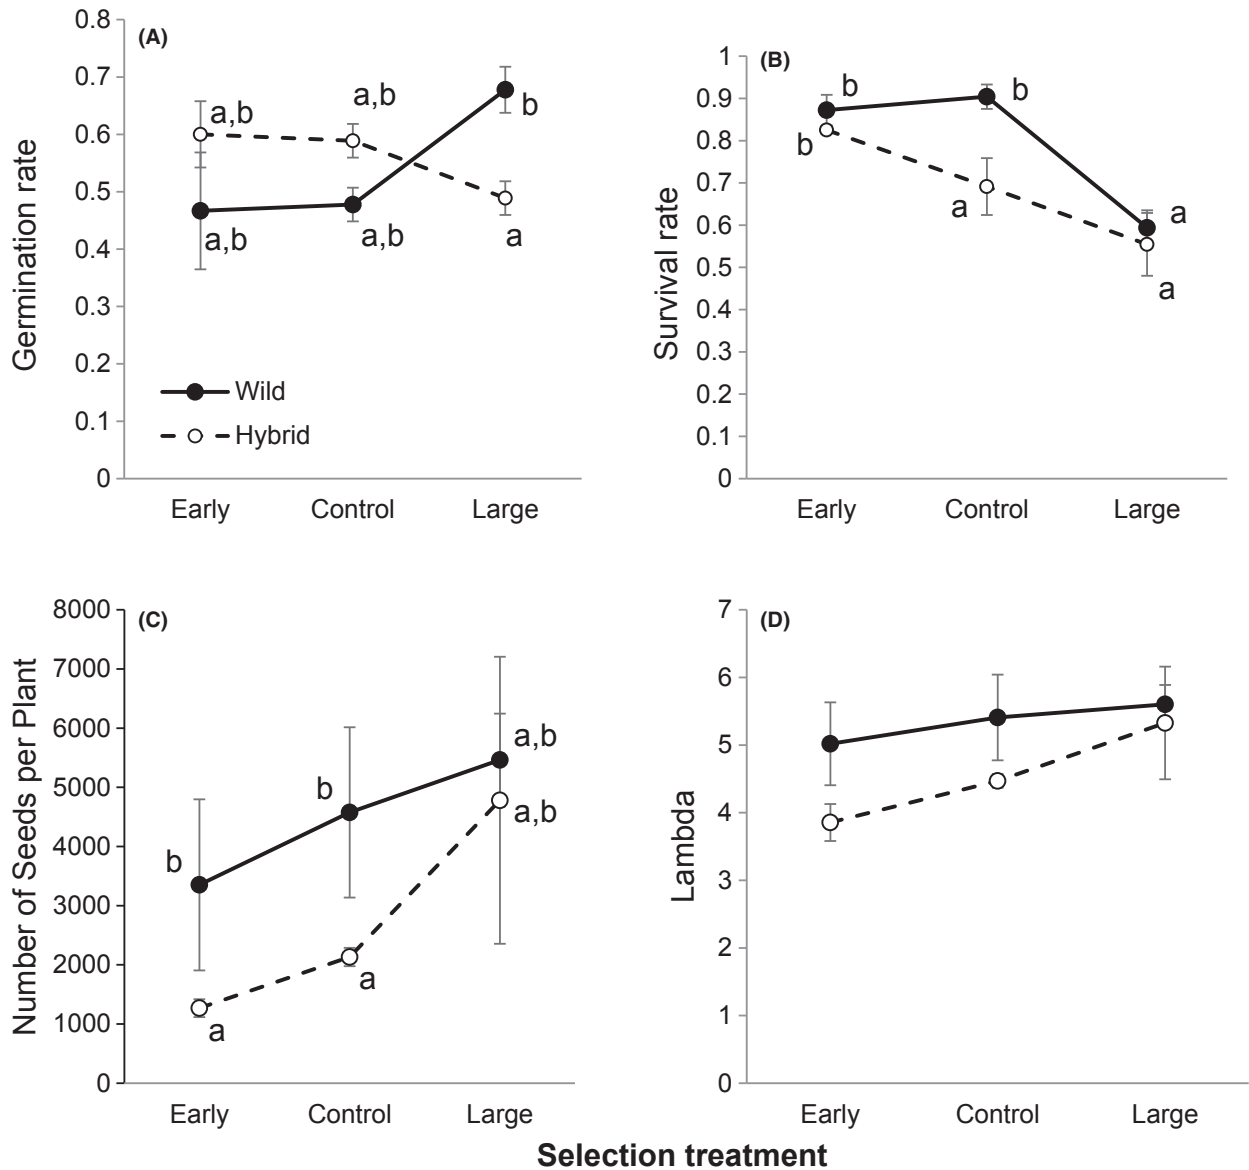 (A)
Germination rate
0.8
0.7
0.6
0.5
0.4
0.3
0.2
0.1
0
a,b
a,b
b
a,b
a,b
a
Wild
Hybrid
Early Control Large
(B)
Survival rate
1
0.9
0.8
0.7
0.6
0.5
0.4
0.3
0.2
0.1
0
b
b
b
a
a
a
Early Control Large
(C)
Number of Seeds per Plant
8000
7000
6000
5000
4000
3000
2000
1000
0
a,b
b
a,b
b
a
a
Early Control Large
(D)
Lambda
7
6
5
4
3
2
1
0
Early Control Large
Selection treatment